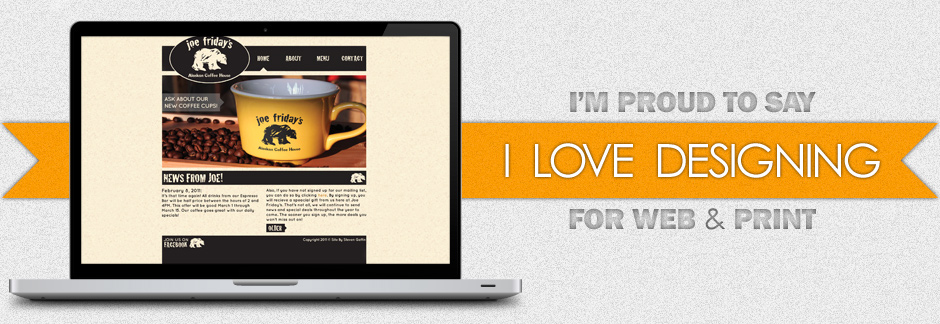 joe friday's
Alaskan Coffee House
HOME ABOUT MENU CONTACT
ASK ABOUT OUR
NEW COFFEE CUPS!
joe friday's
Alaskan Coffee House
NEWS FROM JOE!
February 8, 2011:
It's that time again! All drinks from our Espresso
Bar will be half price between the hours of 2 and
4PM. This offer will be good March 1 through
March 15. Our coffee goes great with our daily
specials!
Also, if you have not signed up for our mailing list,
you can do so by clicking here. By signing up, you
will recieve a speecial gift from us here at Joe
Friday's. That's not all, we will continue to send
news and special deals throughout the year to
come. The sooner you sign up, the more deals you
won't miss out on!
OLDER
JOIN US ON
FACEBOOK
Copyright 2011 © Site By Steven
I'M PROUD TO SAY
I LOVE DESIGNING
FOR WEB & PRINT